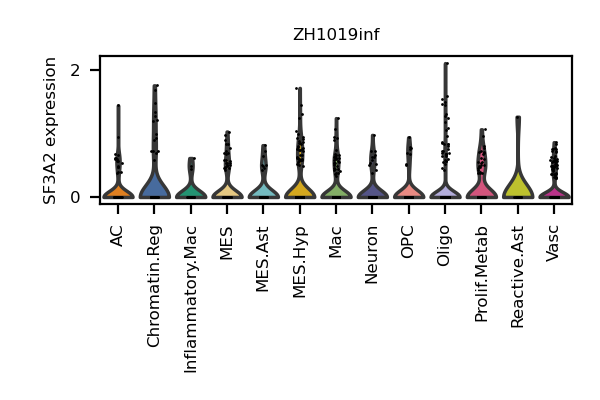 ZH1019inf
SF3A2 expression
2
0
AC
Chromatin.Reg
Inflammatory.Mac
MES
MES.Ast
MES.Hyp
Mac
Neuron
OPC
Oligo
Prolif.Metab
Reactive.Ast
Vasc